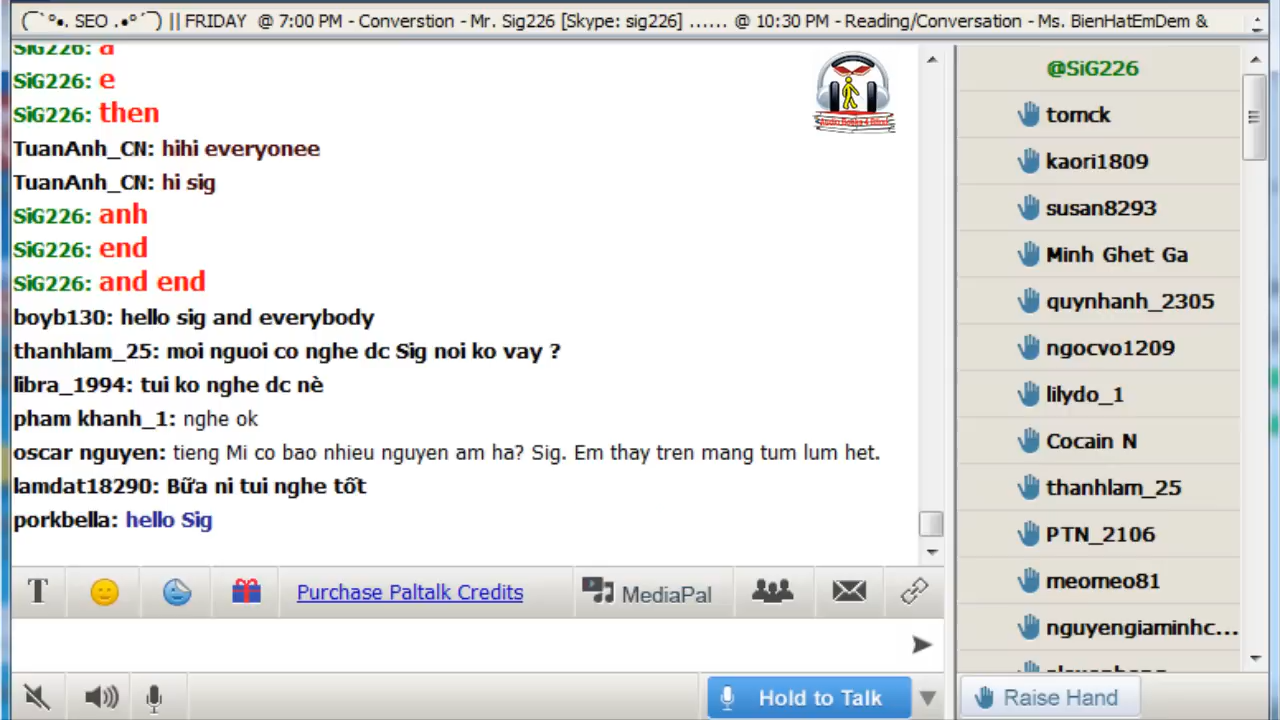 (¯`°•. SEO .•°´¯) || FRIDAY @ 7:00 PM - Converstion - Mr. Sig226 [Skype: sig226] ...... @ 10:30 PM - Reading/Conversation - Ms. BienHatEmDem &
SiG226: a
SiG226: e
SiG226: then
TuanAnh_CN: hihi everyonee
TuanAnh_CN: hi sig
SiG226: anh
SiG226: end
SiG226: and end
boyb130: hello sig and everybody
thanhlam_25: moi nguoi co nghe dc Sig noi ko vay ?
libra_1994: tui ko nghe dc nè
pham khanh_1: nghe ok
oscar nguyen: tieng Mi co bao nhieu nguyen am ha? Sig. Em thay tren mang tum lum het.
lamdat18290: Bữa ni tui nghe tốt
porkbella: hello Sig
T
Purchase Paltalk Credits
MediaPal
Hold to Talk
@SiG226
tomck
kaori1809
susan8293
Minh Ghet Ga
quynhanh_2305
ngocvo1209
lilydo_1
Cocain N
thanhlam_25
PTN_2106
meomeo81
nguyengiaminhc...
Raise Hand